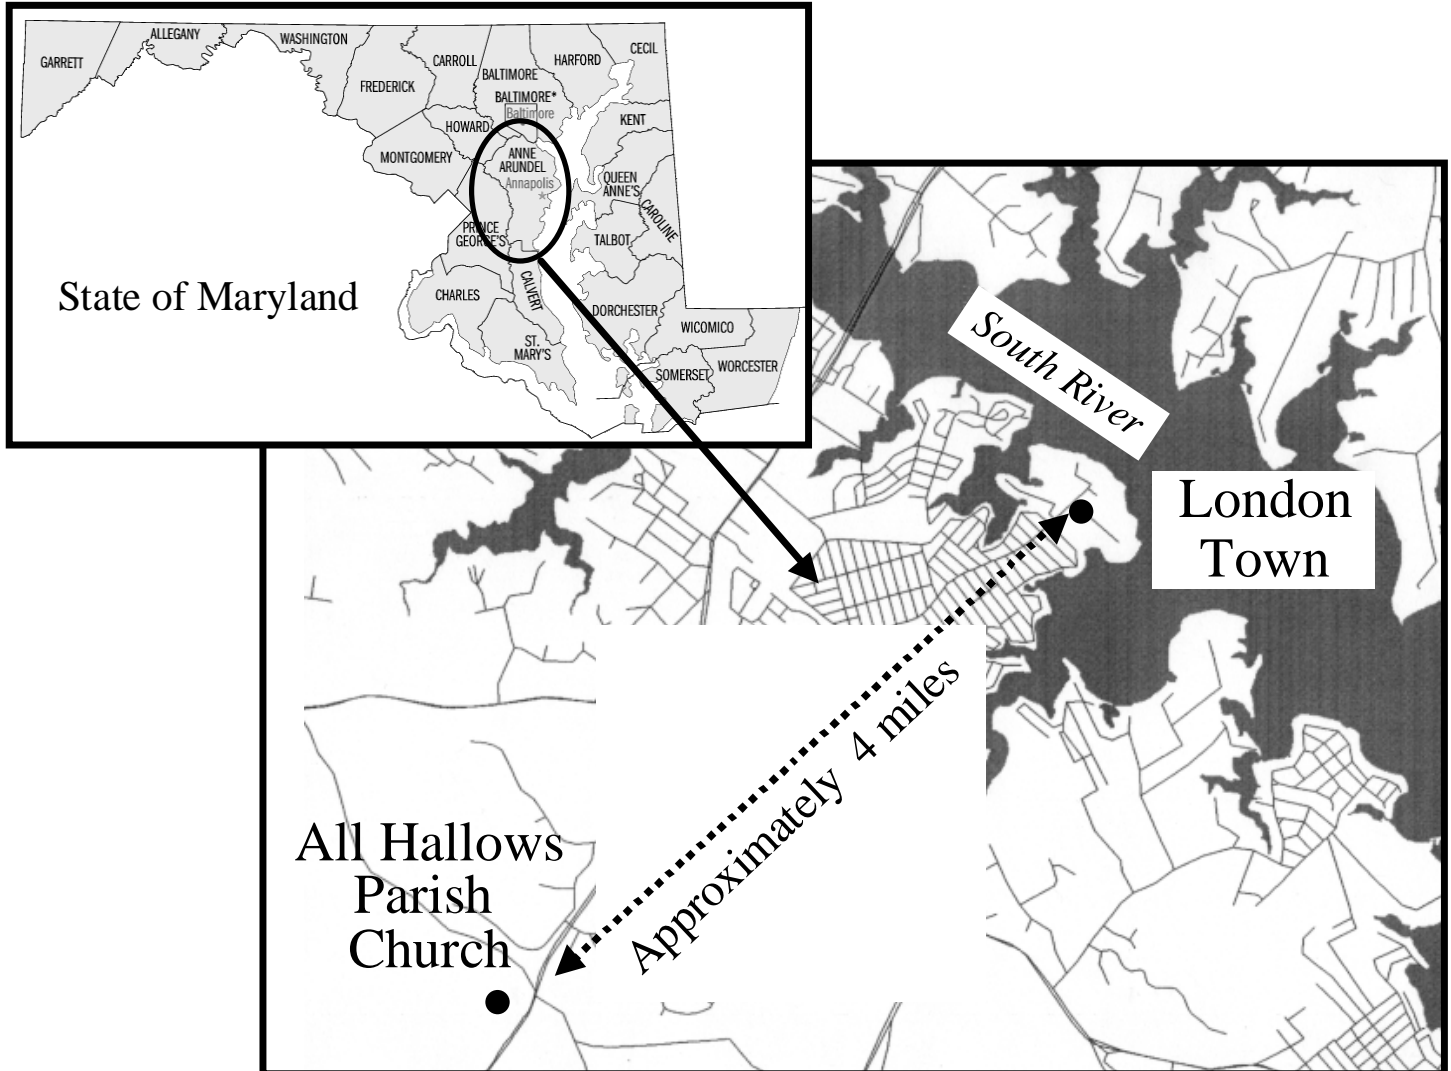 GARRETT
ALLEGANY
WASHINGTON
FREDERICK
CARROLL
BALTIMORE
HARFORD
CECIL
BALTIMORE*
Baltimore
HOWARD
KENT
MONTGOMERY
ANNE
ARUNDEL
Annapolis
QUEEN
ANNE'S
CAROLINE
PRINCE
GEORGE'S
TALBOT
CHARLES
CALVERT
DORCHESTER
ST.
MARY'S
WICOMICO
SOMERSET
WORCESTER
State of Maryland
South River
London
Town
Approximately 4 miles
All Hallows
Parish
Church